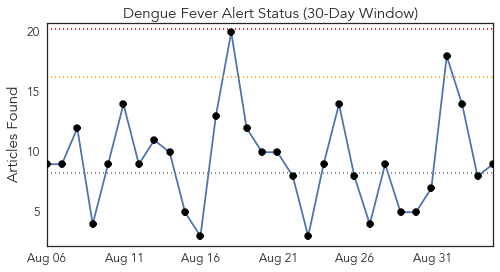 Dengue Fever Alert Status (30-Day Window)
20
15
10
5
Articles Found
Aug 06 Aug 11 Aug 16 Aug 21 Aug 26 Aug 31